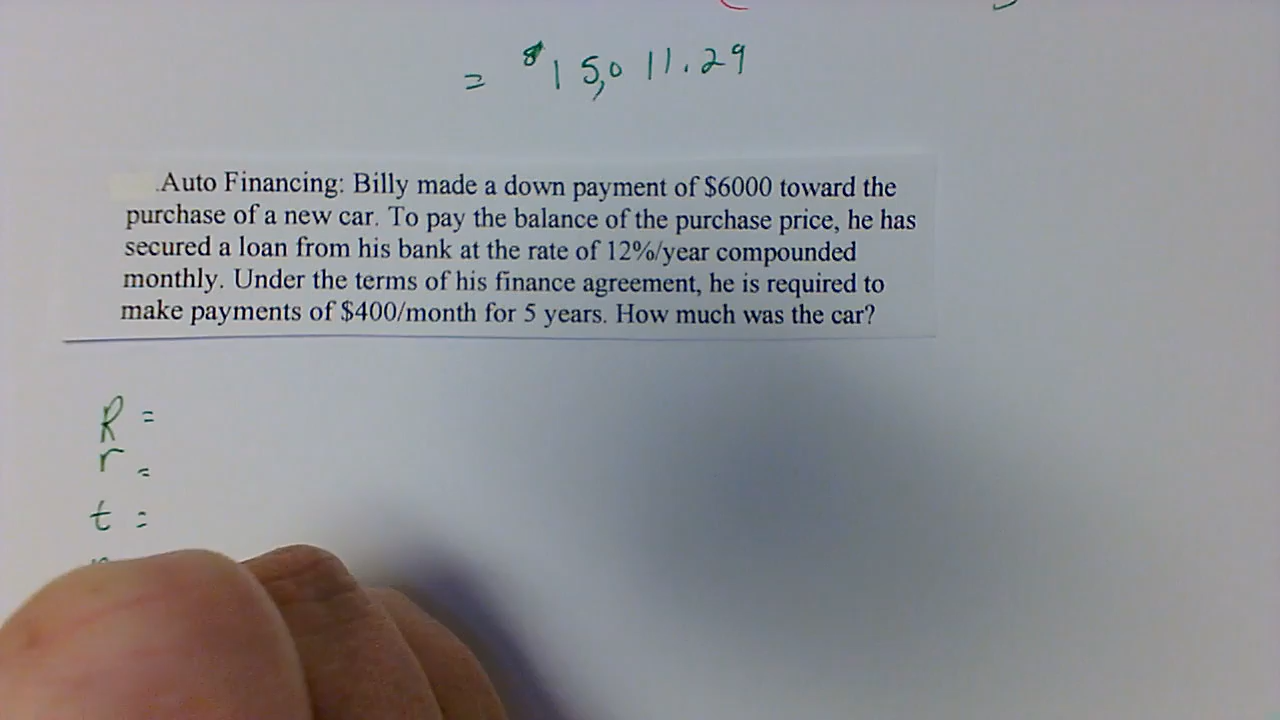 = $15,011.29
.Auto Financing: Billy made a down payment of $6000 toward the
purchase of a new car. To pay the balance of the purchase price, he has
secured a loan from his bank at the rate of 12%/year compounded
monthly. Under the terms of his finance agreement, he is required to
make payments of $400/month for 5 years. How much was the car?
R =
r =
t =